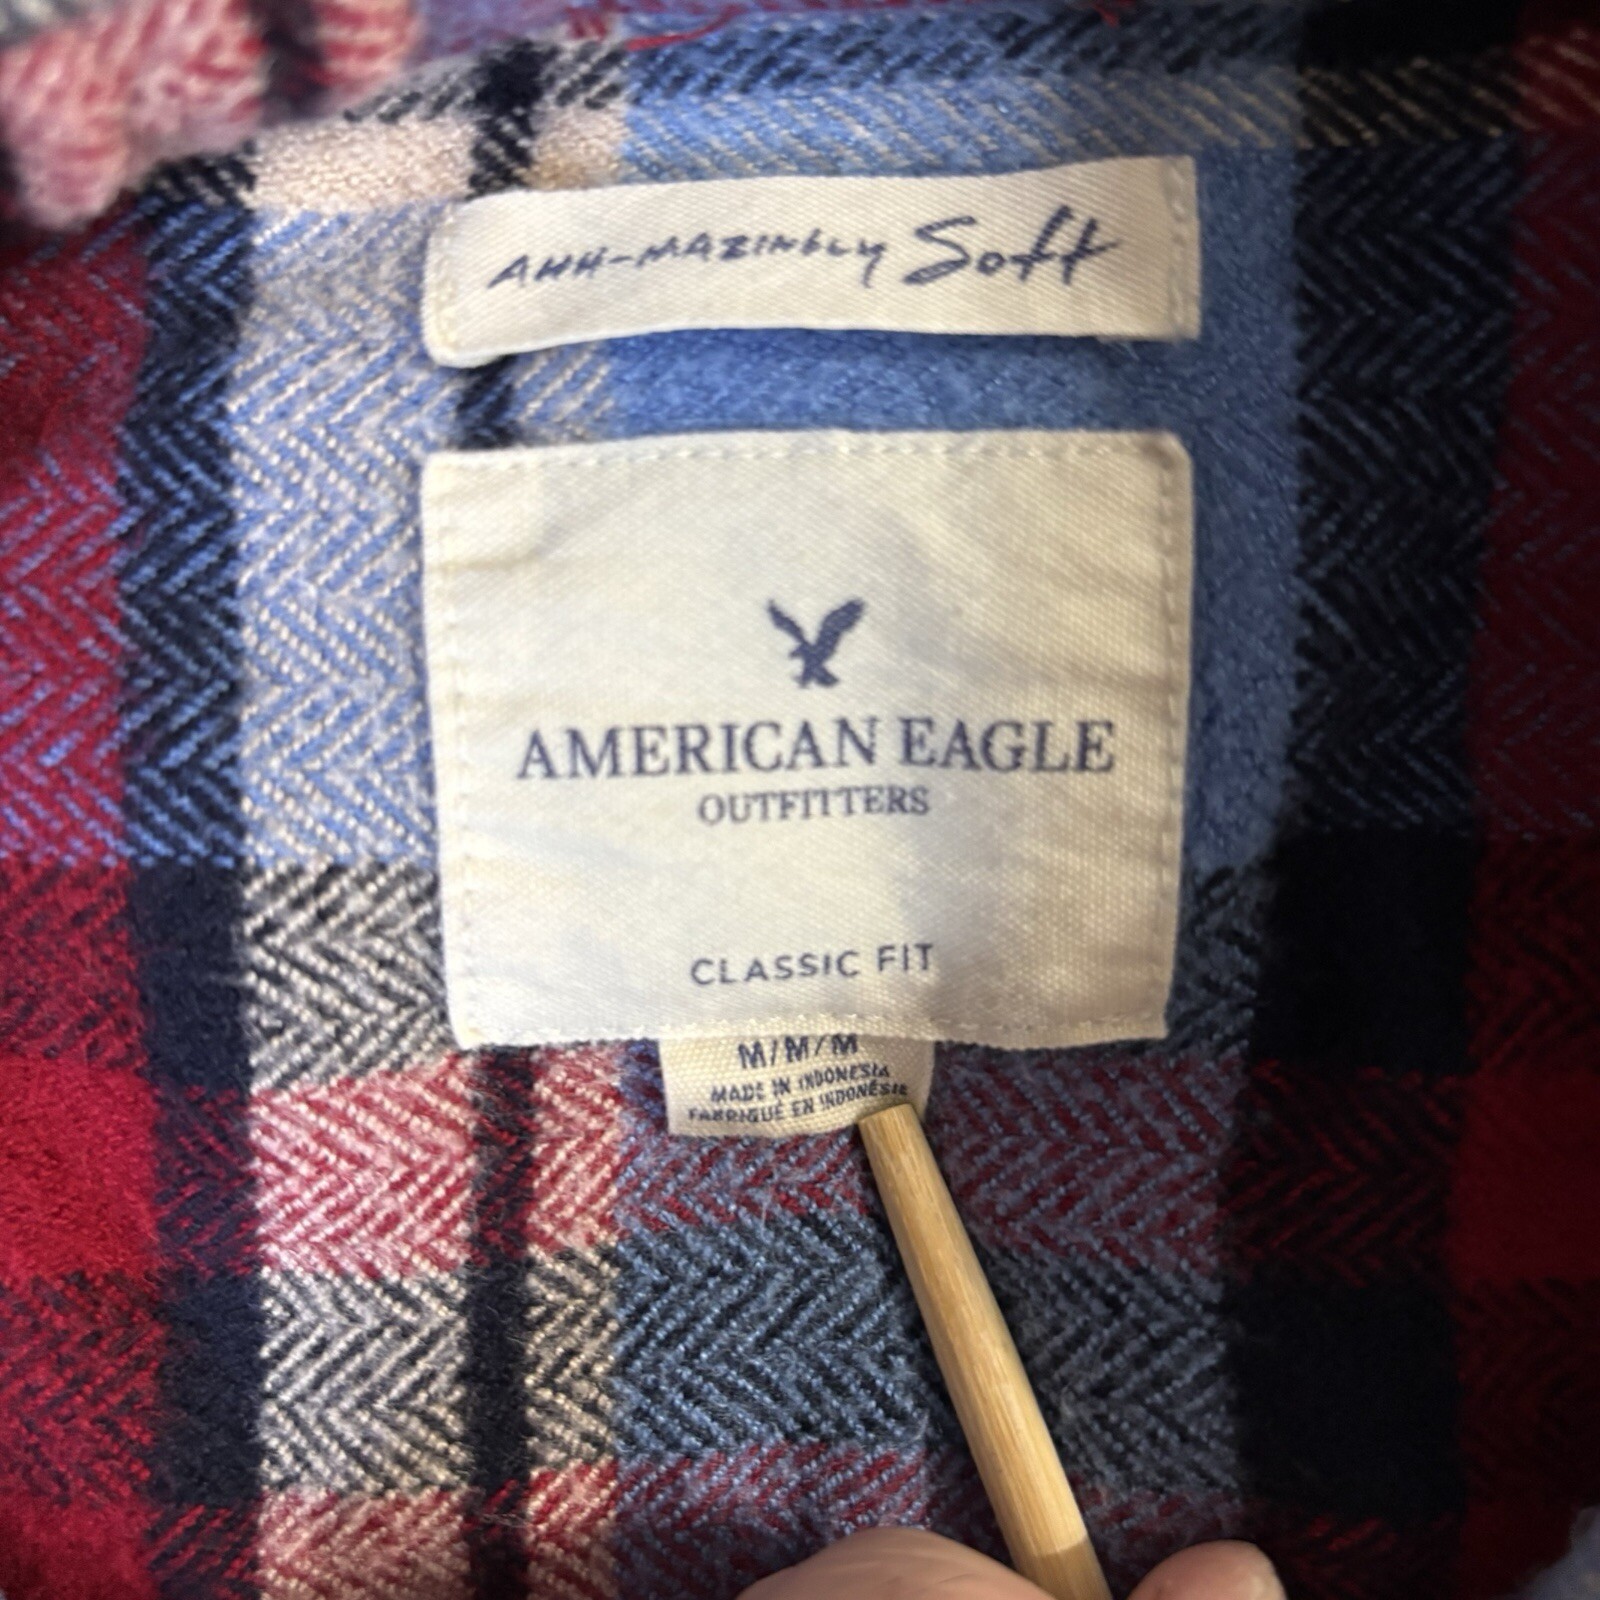 AHH-MAZINGLY Soft
AMERICAN EAGLE
OUTFITTERS
CLASSIC FIT
M/M/M
MADE IN INDONESIA
FABRIQUÉ EN INDONÉSIE